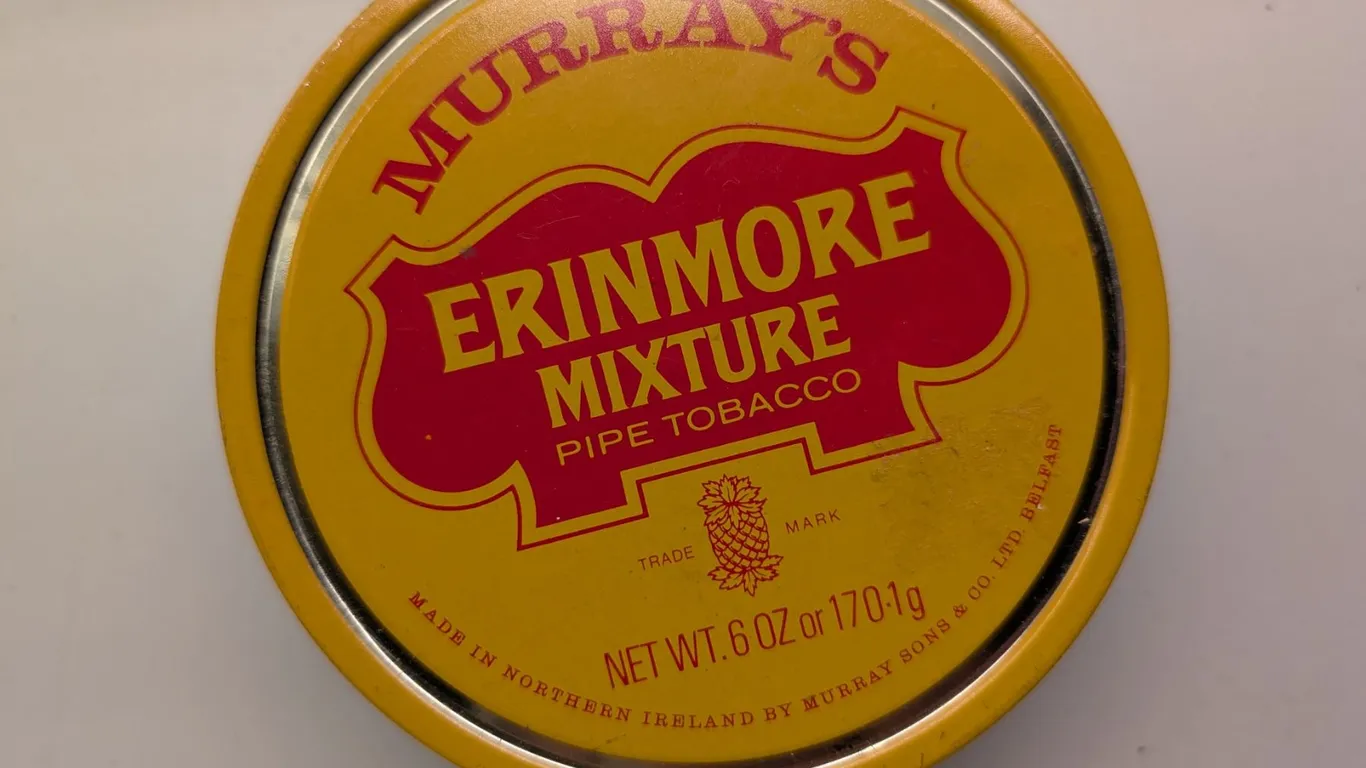 MURRAY'S
ERINMORE
MIXTURE
PIPE TOBACCO
TRADE MARK
NET WT. 6 OZ or 170·1g
MADE IN NORTHERN IRELAND BY MURRAY SONS & CO. LTD. BELFAST